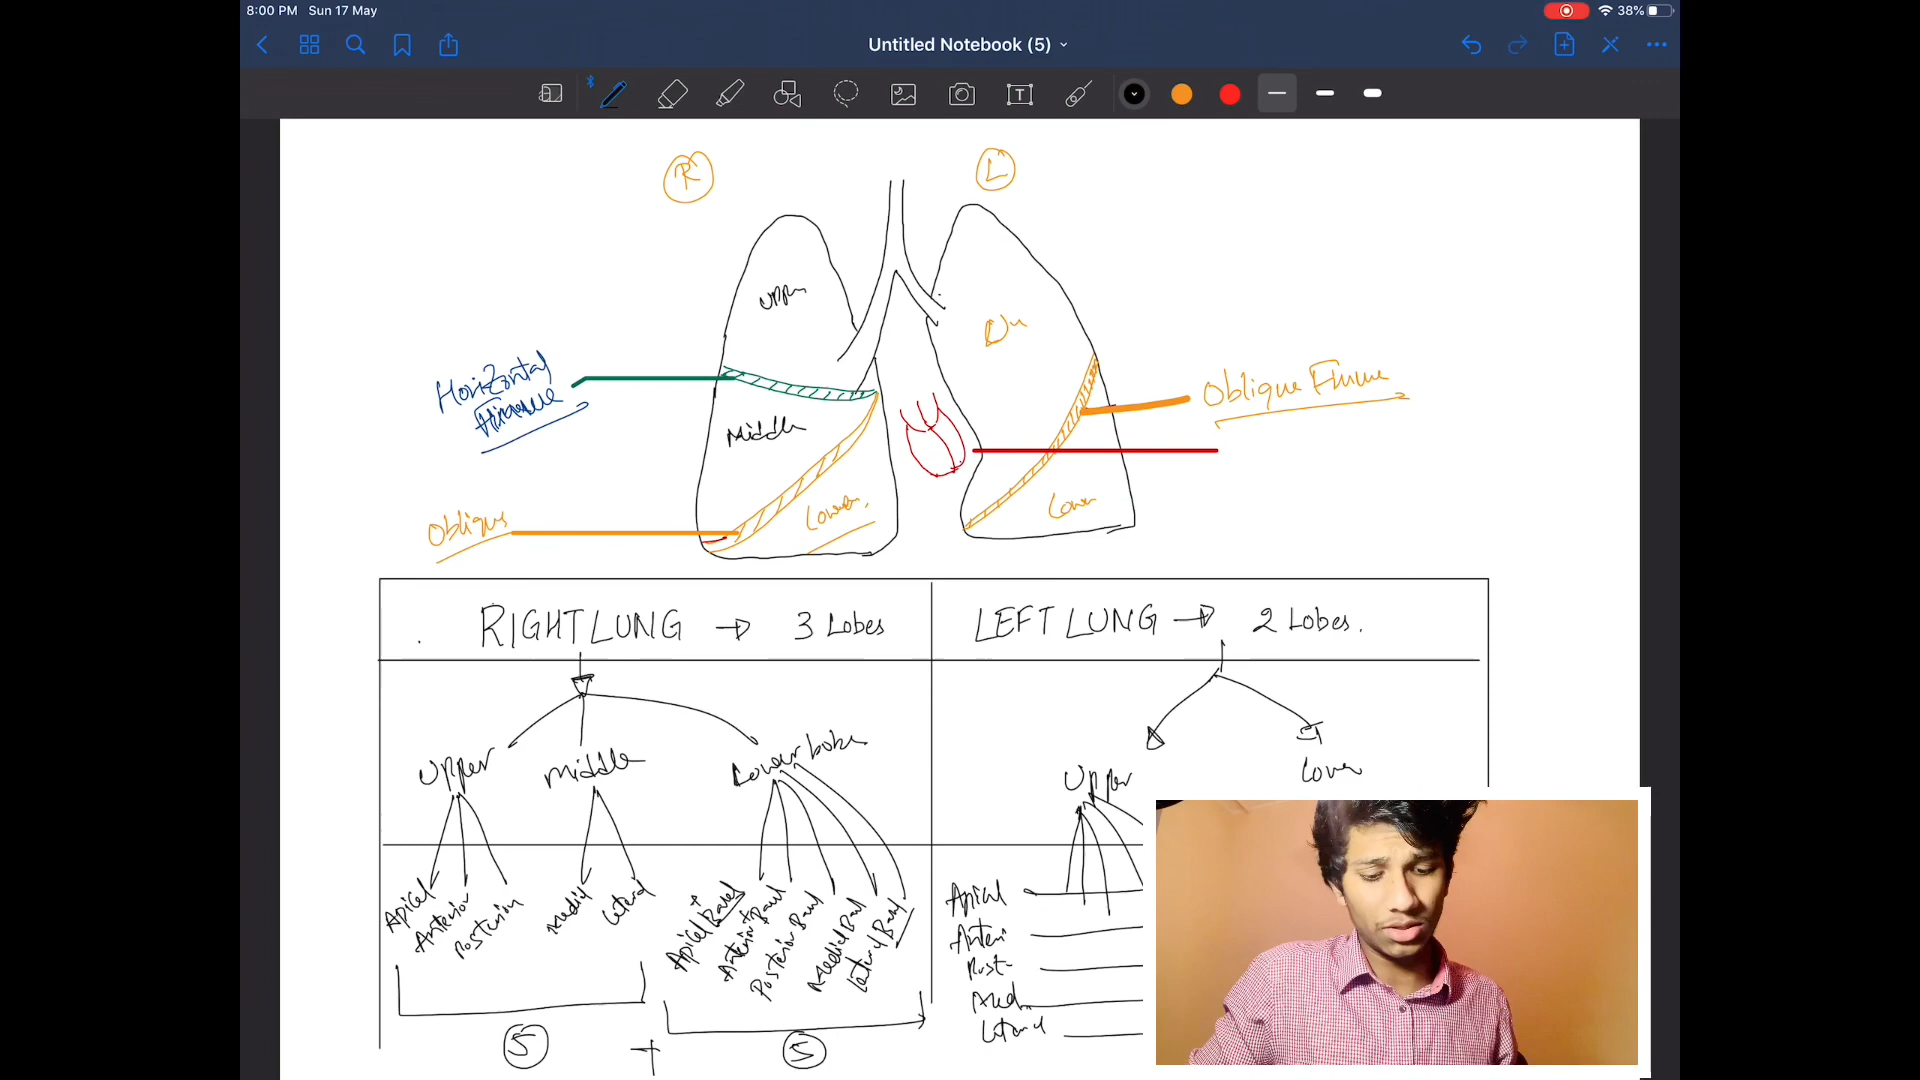 8:00 PM Sun 17 May
38%
Untitled Notebook (5)
T
R
L
Upper
Horizontal
Middle
Oblique Fissure
Oblique
Lower
Lower
RIGHT LUNG → 3 Lobes
LEFT LUNG → 2 Lobes.
Upper
Middle
Lower
Upper
Lower
Apical
Anterior
Posterior
Medial
Lateral
Apical Basal
Anterior Basal
Posterior Basal
Medial Basal
Lateral Basal
Apical
Anteri
Post-
Med
Lateral
5
+
5